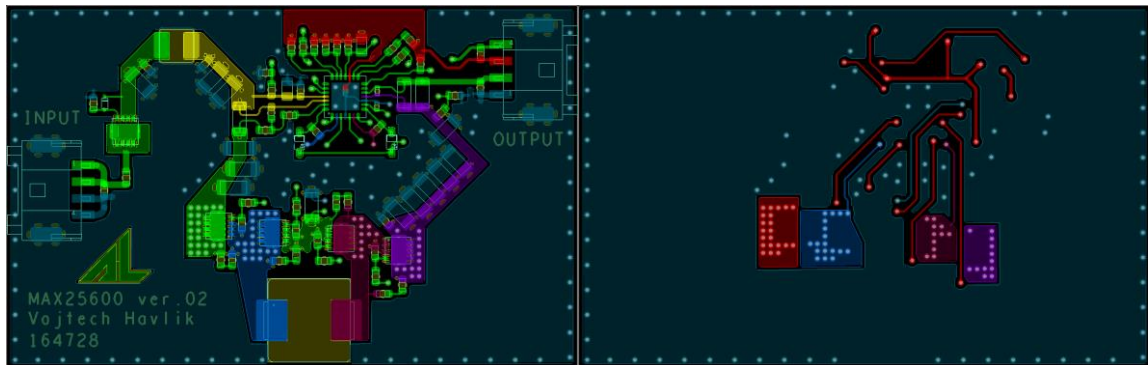 INPUT
OUTPUT
MAX25600 ver.02
Vojtech Havlik
164728